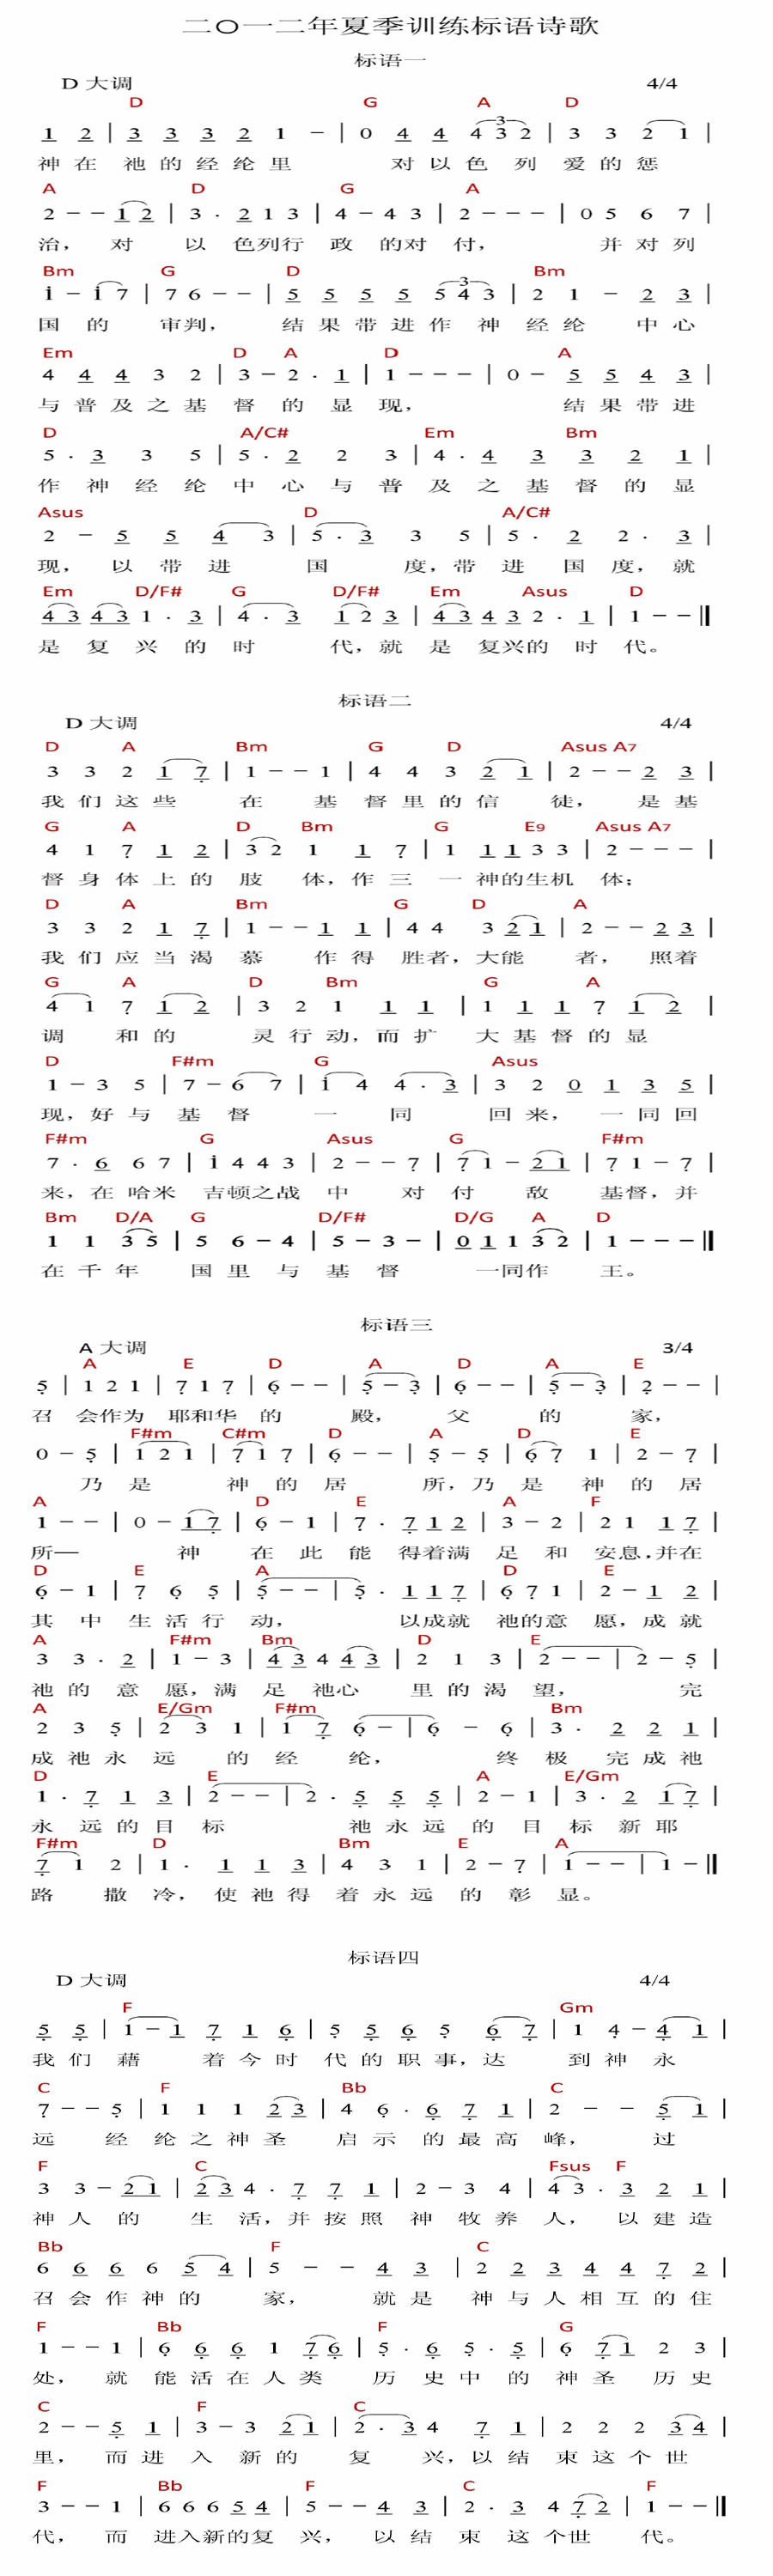 二〇一二年夏季训练标语诗歌
标语一
D 大调 4/4
D G A D
1 2 | 3 3 3 2 1 － | 0 4 4 4 3 2 | 3 3 2 1 |
神在 祂的经纶里 对以色列 爱的惩
A D G A
2 － － 1 2 | 3 · 2 1 3 | 4 － 4 3 | 2 － － － | 0 5 6 7 |
治， 对 以 色列行 政 的对 付， 并对列
Bm G D Bm
1 － 1 7 | 7 6 － － | 5 5 5 5 5 4 3 | 2 1 － 2 3 |
国 的 审判， 结果带进作神 经纶 中心
Em D A D A
4 4 4 3 2 | 3 － 2 · 1 | 1 － － － | 0 － 5 5 4 3 |
与普及之基 督 的 显 现， 结果带进
D A/C# Em Bm
5 · 3 3 5 | 5 · 2 2 3 | 4 · 4 3 3 2 1 |
作 神 经 纶 中 心 与 普 及 之 基 督 的 显
Asus D A/C#
2 － 5 5 4 3 | 5 · 3 3 5 | 5 · 2 2 · 3 |
现， 以 带 进 国 度，带 进 国 度，就
Em D/F# G D/F# Em Asus D
4 3 4 3 1 · 3 | 4 · 3 1 2 3 | 4 3 4 3 2 · 1 | 1 － － ‖
是 复 兴 的 时 代，就 是 复兴的 时 代。
标语二
D 大调 4/4
D A Bm G D Asus A7
3 3 2 1 7 | 1 － － 1 | 4 4 3 2 1 | 2 － － 2 3 |
我们这些 在 基 督里的信 徒， 是基
G A D Bm G E9 Asus A7
4 1 7 1 2 | 3 2 1 1 7 | 1 1 1 3 3 | 2 － － － |
督身体上的 肢 体，作三 一神的生机 体；
D A Bm G D A
3 3 2 1 7 | 1 － － 1 1 | 4 4 3 2 1 | 2 － － 2 3 |
我们应当渴 慕 作得 胜者，大能 者， 照着
G A D Bm G A
4 1 7 1 2 | 3 2 1 1 1 | 1 1 1 7 1 2 |
调 和的 灵行动，而扩 大基督的显
D F#m G Asus
1 － 3 5 | 7 － 6 7 | 1 4 4 · 3 | 3 2 0 1 3 5 |
现，好与 基 督 一 同 回来， 一同回
F#m G Asus G F#m
7 · 6 6 7 | 1 4 4 3 | 2 － － 7 | 7 1 － 2 1 | 7 1 － 7 |
来，在 哈米 吉顿之战 中 对 付 敌 基督，并
Bm D/A G D/F# D/G A D
1 1 3 5 | 5 6 － 4 | 5 － 3 － | 0 1 1 3 2 | 1 － － － ‖
在千年 国里 与 基 督 一同作 王。
标语三
A 大调 3/4
A E D A D A E
5 | 1 2 1 | 7 1 7 | 6 － － | 5 － 3 | 6 － － | 5 － 3 | 2 － － |
召 会作为 耶和华 的 殿， 父 的 家，
F#m C#m D A D E
0 － 5 | 1 2 1 | 7 1 7 | 6 － － | 5 － 5 | 6 7 1 | 2 － 7 |
乃 是 神 的 居 所，乃 是 神 的 居
A D E A F
1 － － | 0 － 1 7 | 6 － 1 | 7 · 7 1 2 | 3 － 2 | 2 1 1 7 |
所— 神 在 此 能 得着满 足 和 安息，并在
D E A D E
6 － 1 | 7 6 5 | 5 － － | 5 · 1 1 7 | 6 7 1 | 2 － 1 2 |
其 中 生活行 动， 以成就 祂的意 愿，成就
A F#m Bm D E
3 3 · 2 | 1 － 3 | 4 3 4 4 3 | 2 1 3 | 2 － － | 2 － 5 |
祂的 意 愿，满 足 祂心 里的渴 望， 完
A E/Gm F#m Bm
2 3 5 | 2 3 1 | 1 7 6 － | 6 － 6 | 3 · 2 2 1 |
成祂永 远 的 经 纶， 终 极 完成祂
D E A E/Gm
1 · 7 1 3 | 2 － － | 2 · 5 5 5 | 2 － 1 | 3 · 2 1 7 |
永 远的目 标 祂永远 的 目 标 新 耶
F#m D Bm E A
7 1 2 | 1 · 1 1 3 | 4 3 1 | 2 － 7 | 1 － － | 1 － ‖
路 撒 冷， 使祂得 着永远 的 彰 显。
标语四
D 大调 4/4
F Gm
5 5 | 1 － 1 7 1 6 | 5 5 6 5 6 7 | 1 4 － 4 1 |
我们 藉 着今时 代的职事，达 到神 永
C F Bb C
7 － － 5 | 1 1 1 2 3 | 4 6 · 6 7 1 | 2 － － 5 1 |
远 经 纶之神圣 启示 的最高 峰， 过
F C Fsus F
3 3 － 2 1 | 2 3 4 · 7 7 1 | 2 － 3 4 | 4 3 · 3 2 1 |
神人 的 生 活，并按照 神 牧养 人， 以建造
Bb F C
6 6 6 6 5 4 | 5 － － 4 3 | 2 2 3 4 4 7 2 |
召会作神的 家， 就是 神与人相互的住
F Bb F G
1 － － 1 | 6 6 6 1 7 6 | 5 · 6 5 · 5 | 6 7 1 2 3 |
处， 就 能活在人类 历 史中 的 神圣 历史
C F C
2 － － 5 1 | 3 － 3 2 1 | 2 · 3 4 7 1 | 2 2 2 3 4 |
里， 而进 入 新的 复 兴，以结 束这个世
F Bb F C F
3 － － 1 | 6 6 6 5 4 | 5 － － 4 3 | 2 · 3 4 7 2 | 1 － － ‖
代， 而 进入新的复 兴， 以结 束 这个世 代。